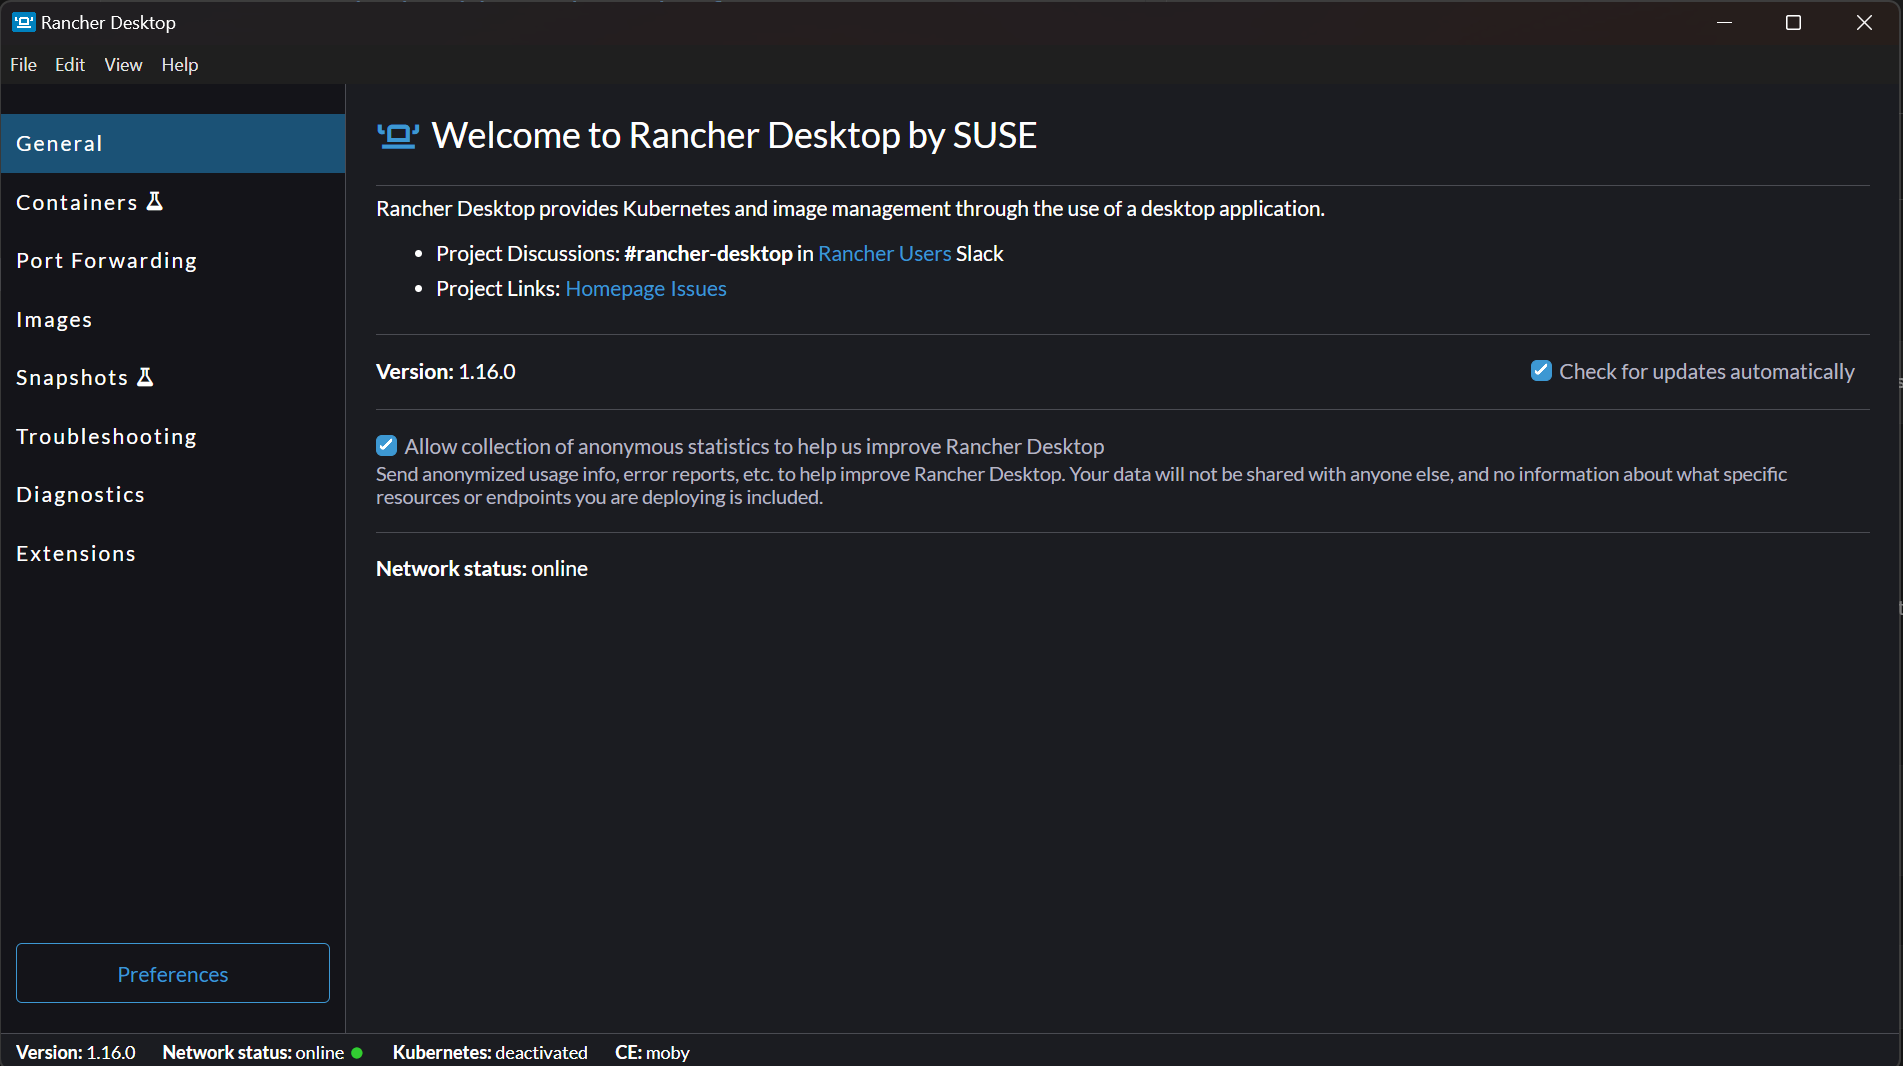 Rancher Desktop
File Edit View Help
General
Containers
Port Forwarding
Images
Snapshots
Troubleshooting
Diagnostics
Extensions
Preferences
Welcome to Rancher Desktop by SUSE
Rancher Desktop provides Kubernetes and image management through the use of a desktop application.
• Project Discussions: #rancher-desktop in Rancher Users Slack
• Project Links: Homepage Issues
Version: 1.16.0
Check for updates automatically
Allow collection of anonymous statistics to help us improve Rancher Desktop
Send anonymized usage info, error reports, etc. to help improve Rancher Desktop. Your data will not be shared with anyone else, and no information about what specific
resources or endpoints you are deploying is included.
Network status: online
Version: 1.16.0 Network status: online Kubernetes: deactivated CE: moby